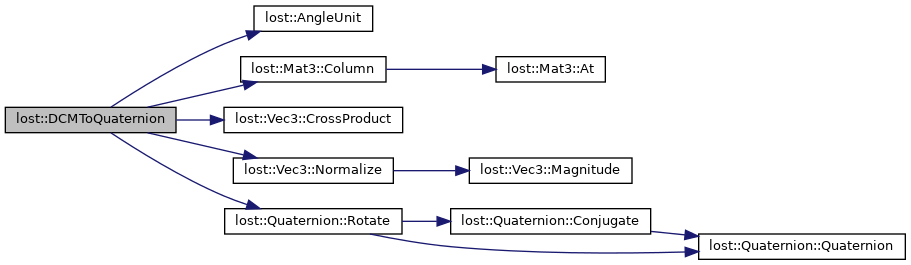 lost::AngleUnit
lost::Mat3::Column
lost::Mat3::At
lost::DCMToQuaternion
lost::Vec3::CrossProduct
lost::Vec3::Normalize
lost::Vec3::Magnitude
lost::Quaternion::Rotate
lost::Quaternion::Conjugate
lost::Quaternion::Quaternion